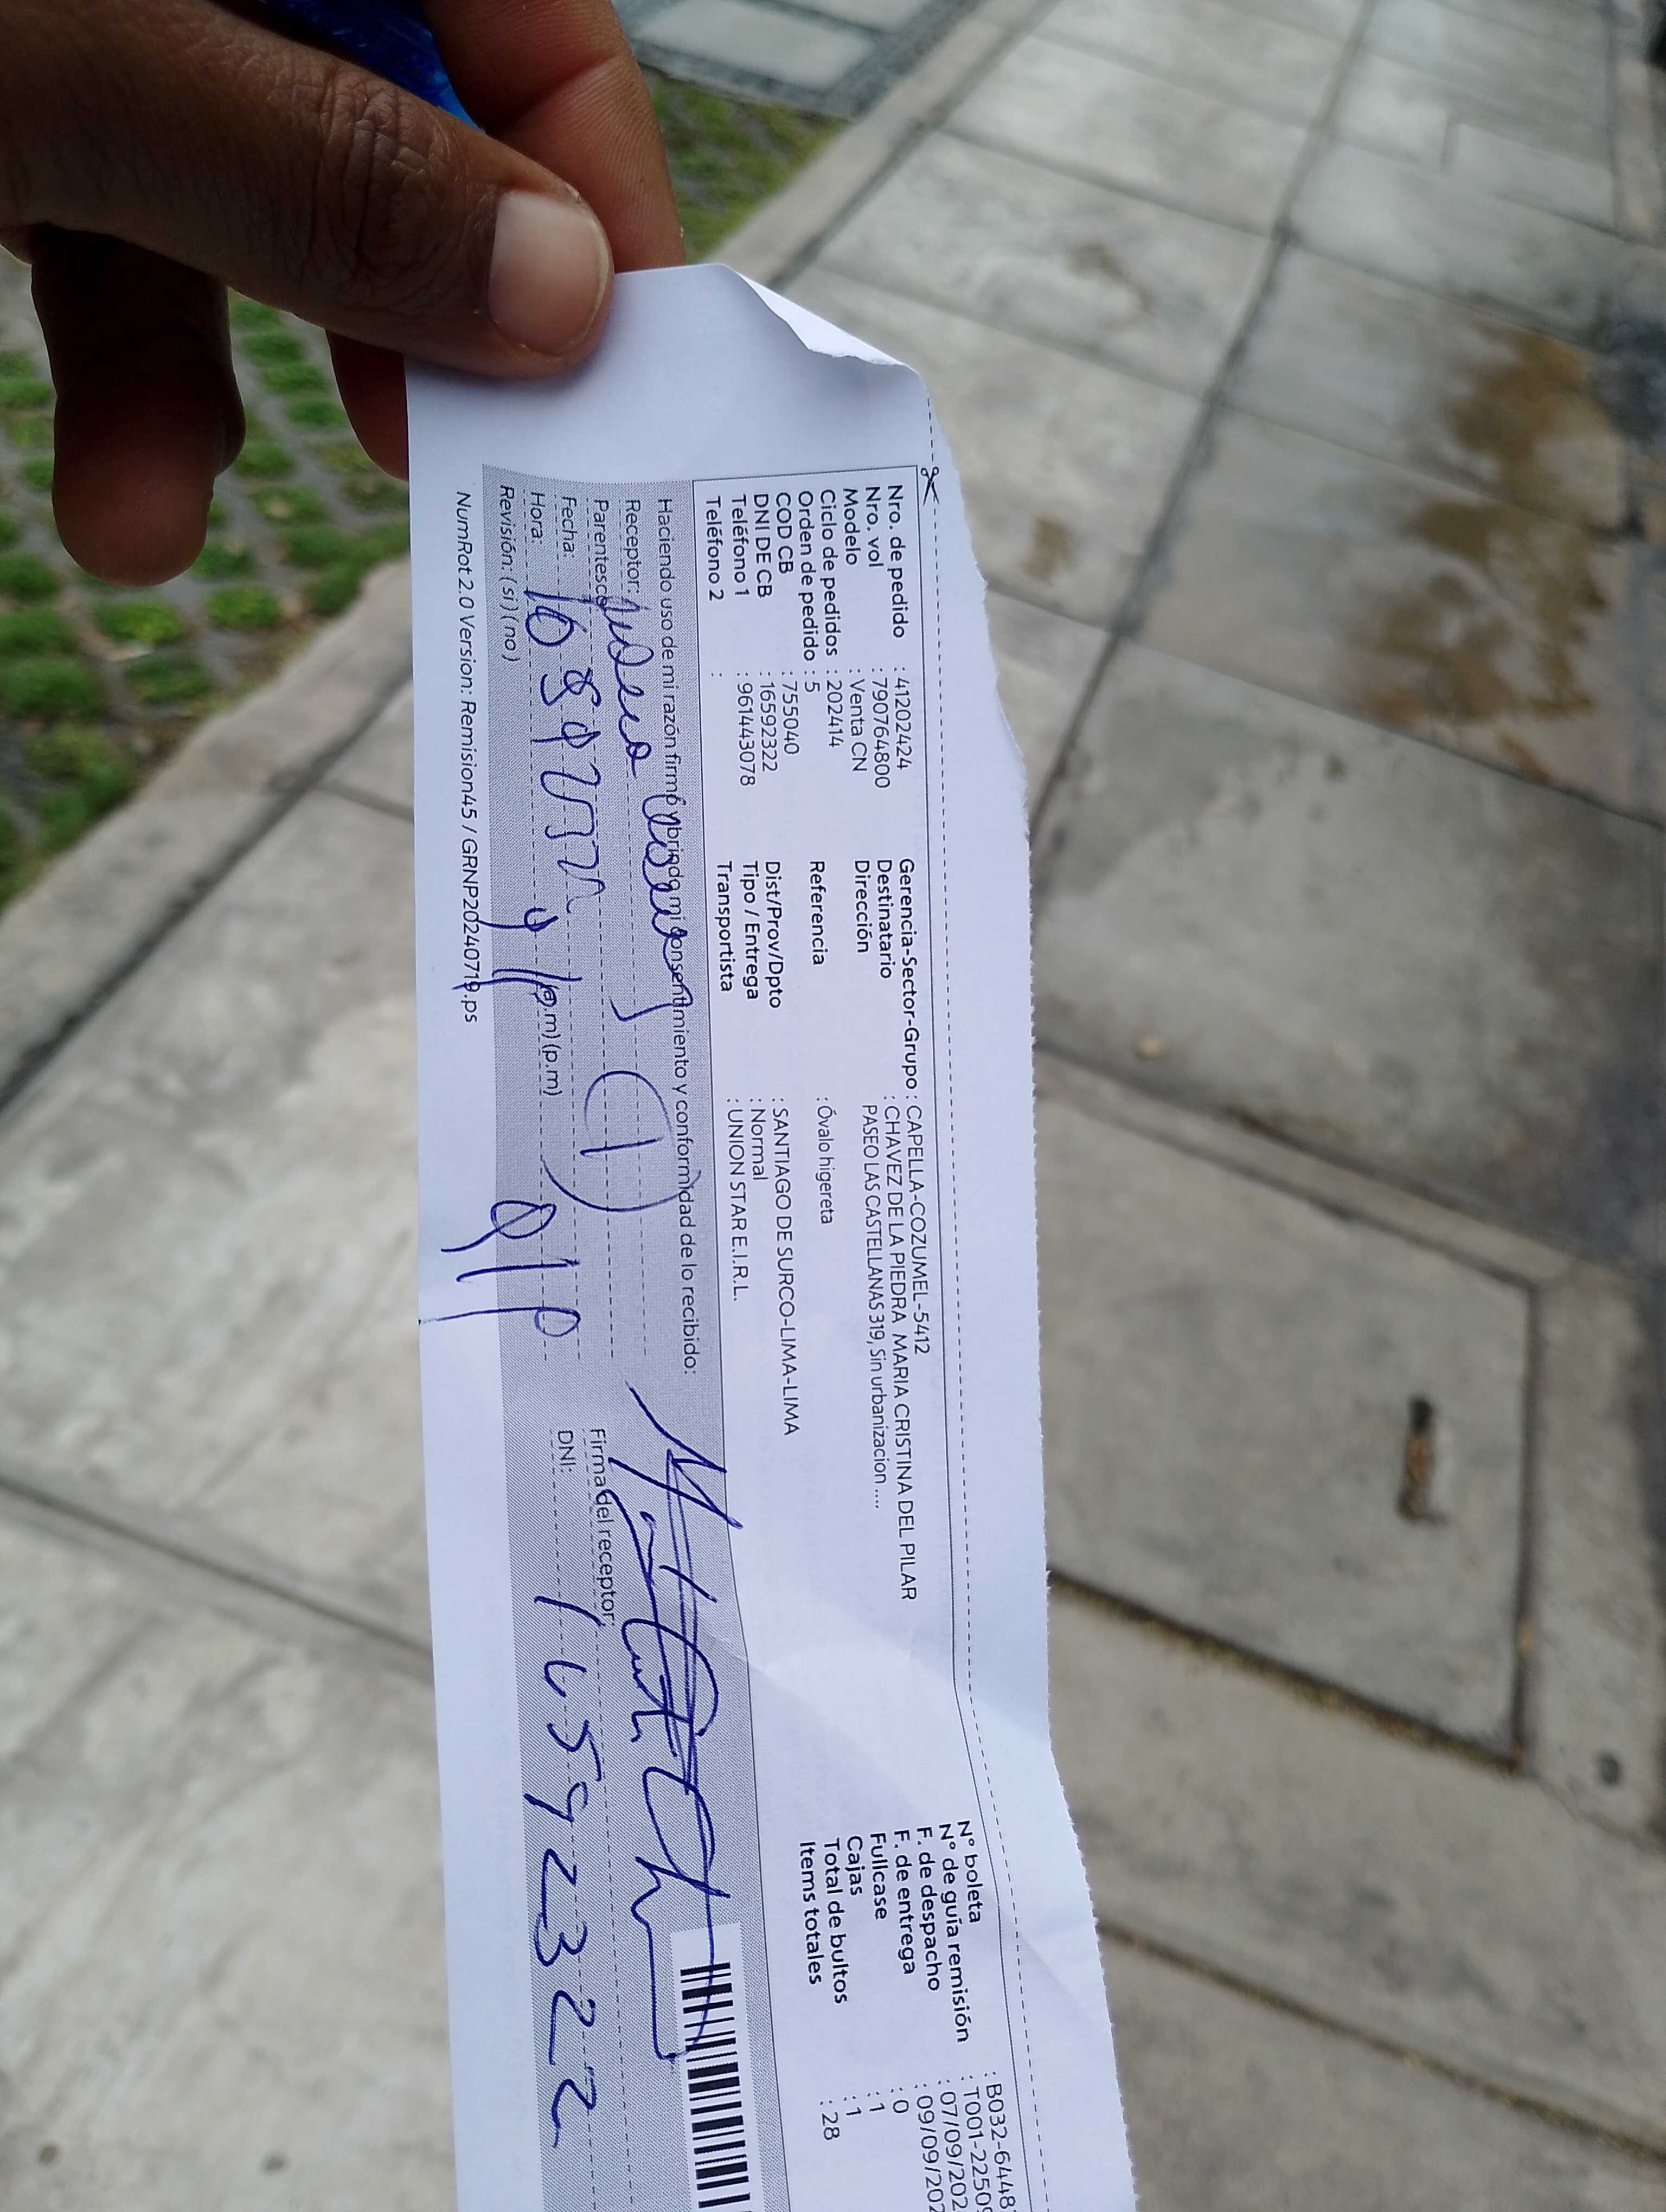 Nro. de pedido : 41202424
Nro. vol : 790764800
Modelo : Venta CN
Ciclo de pedidos : 202414
Orden de pedido : 5
COD CB : 755040
DNI DE CB : 16592322
Teléfono 1 : 961443078
Teléfono 2 :
Gerencia-Sector-Grupo : CAPELLA-COZUMEL-5412
Destinatario : CHAVEZ DE LA PIEDRA MARIA CRISTINA DEL PILAR
Dirección PASEO LAS CASTELLANAS 319, Sin urbanizacion ....
Referencia : Óvalo higereta
Dist/Prov/Dpto : SANTIAGO DE SURCO-LIMA-LIMA
Tipo / Entrega : Normal
Transportista : UNION STAR E.I.R.L.
N° boleta : B032-6448
N° de guía remisión : T001-2250
F. de despacho : 07/09/202
F. de entrega : 09/09/202
Fullcase : 0
Cajas : 1
Total de bultos : 1
Items totales : 28
Haciendo uso de mi razón firmo y brindo mi consentimiento y conformidad de lo recibido:
Receptor:
Parentesco
Fecha:
Hora: (a.m) (p.m)
Revisión: ( si ) ( no )
Firma del receptor:
DNI: 16592322
NumRot 2.0 Version: Remision45 / GRNP20240719.ps